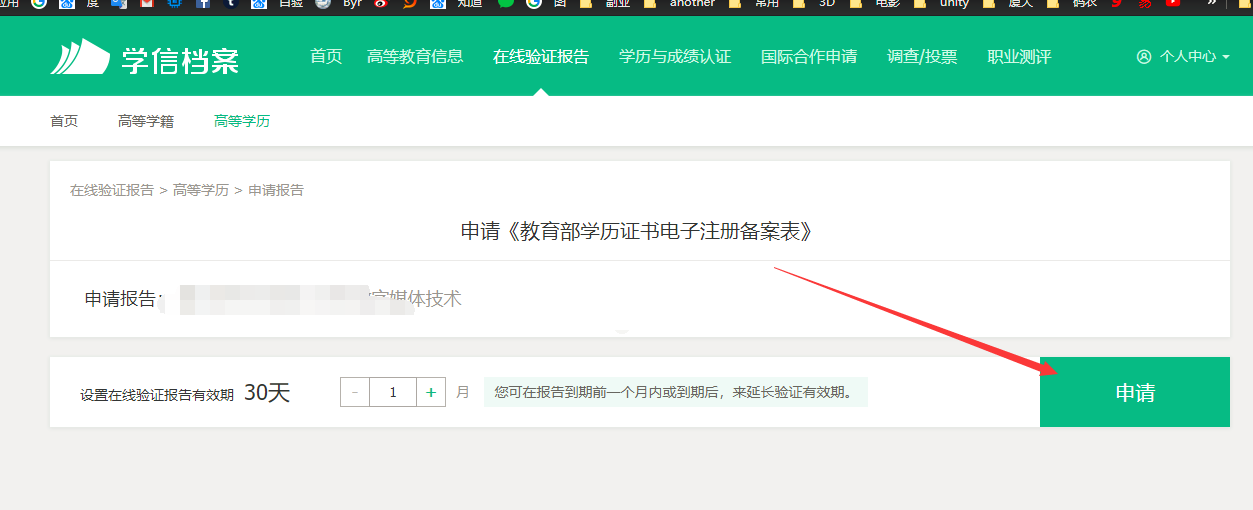 应用 度 百验 Byr 知道 图 副业 another 常用 3D 电影 unity 厦大 码农 »
学信档案 首页 高等教育信息 在线验证报告 学历与成绩认证 国际合作申请 调查/投票 职业测评 个人中心
首页 高等学籍 高等学历
在线验证报告 > 高等学历 > 申请报告
申请《教育部学历证书电子注册备案表》
申请报告: 媒体技术
设置在线验证报告有效期 30天 - 1 + 月 您可在报告到期前一个月内或到期后，来延长验证有效期。 申请